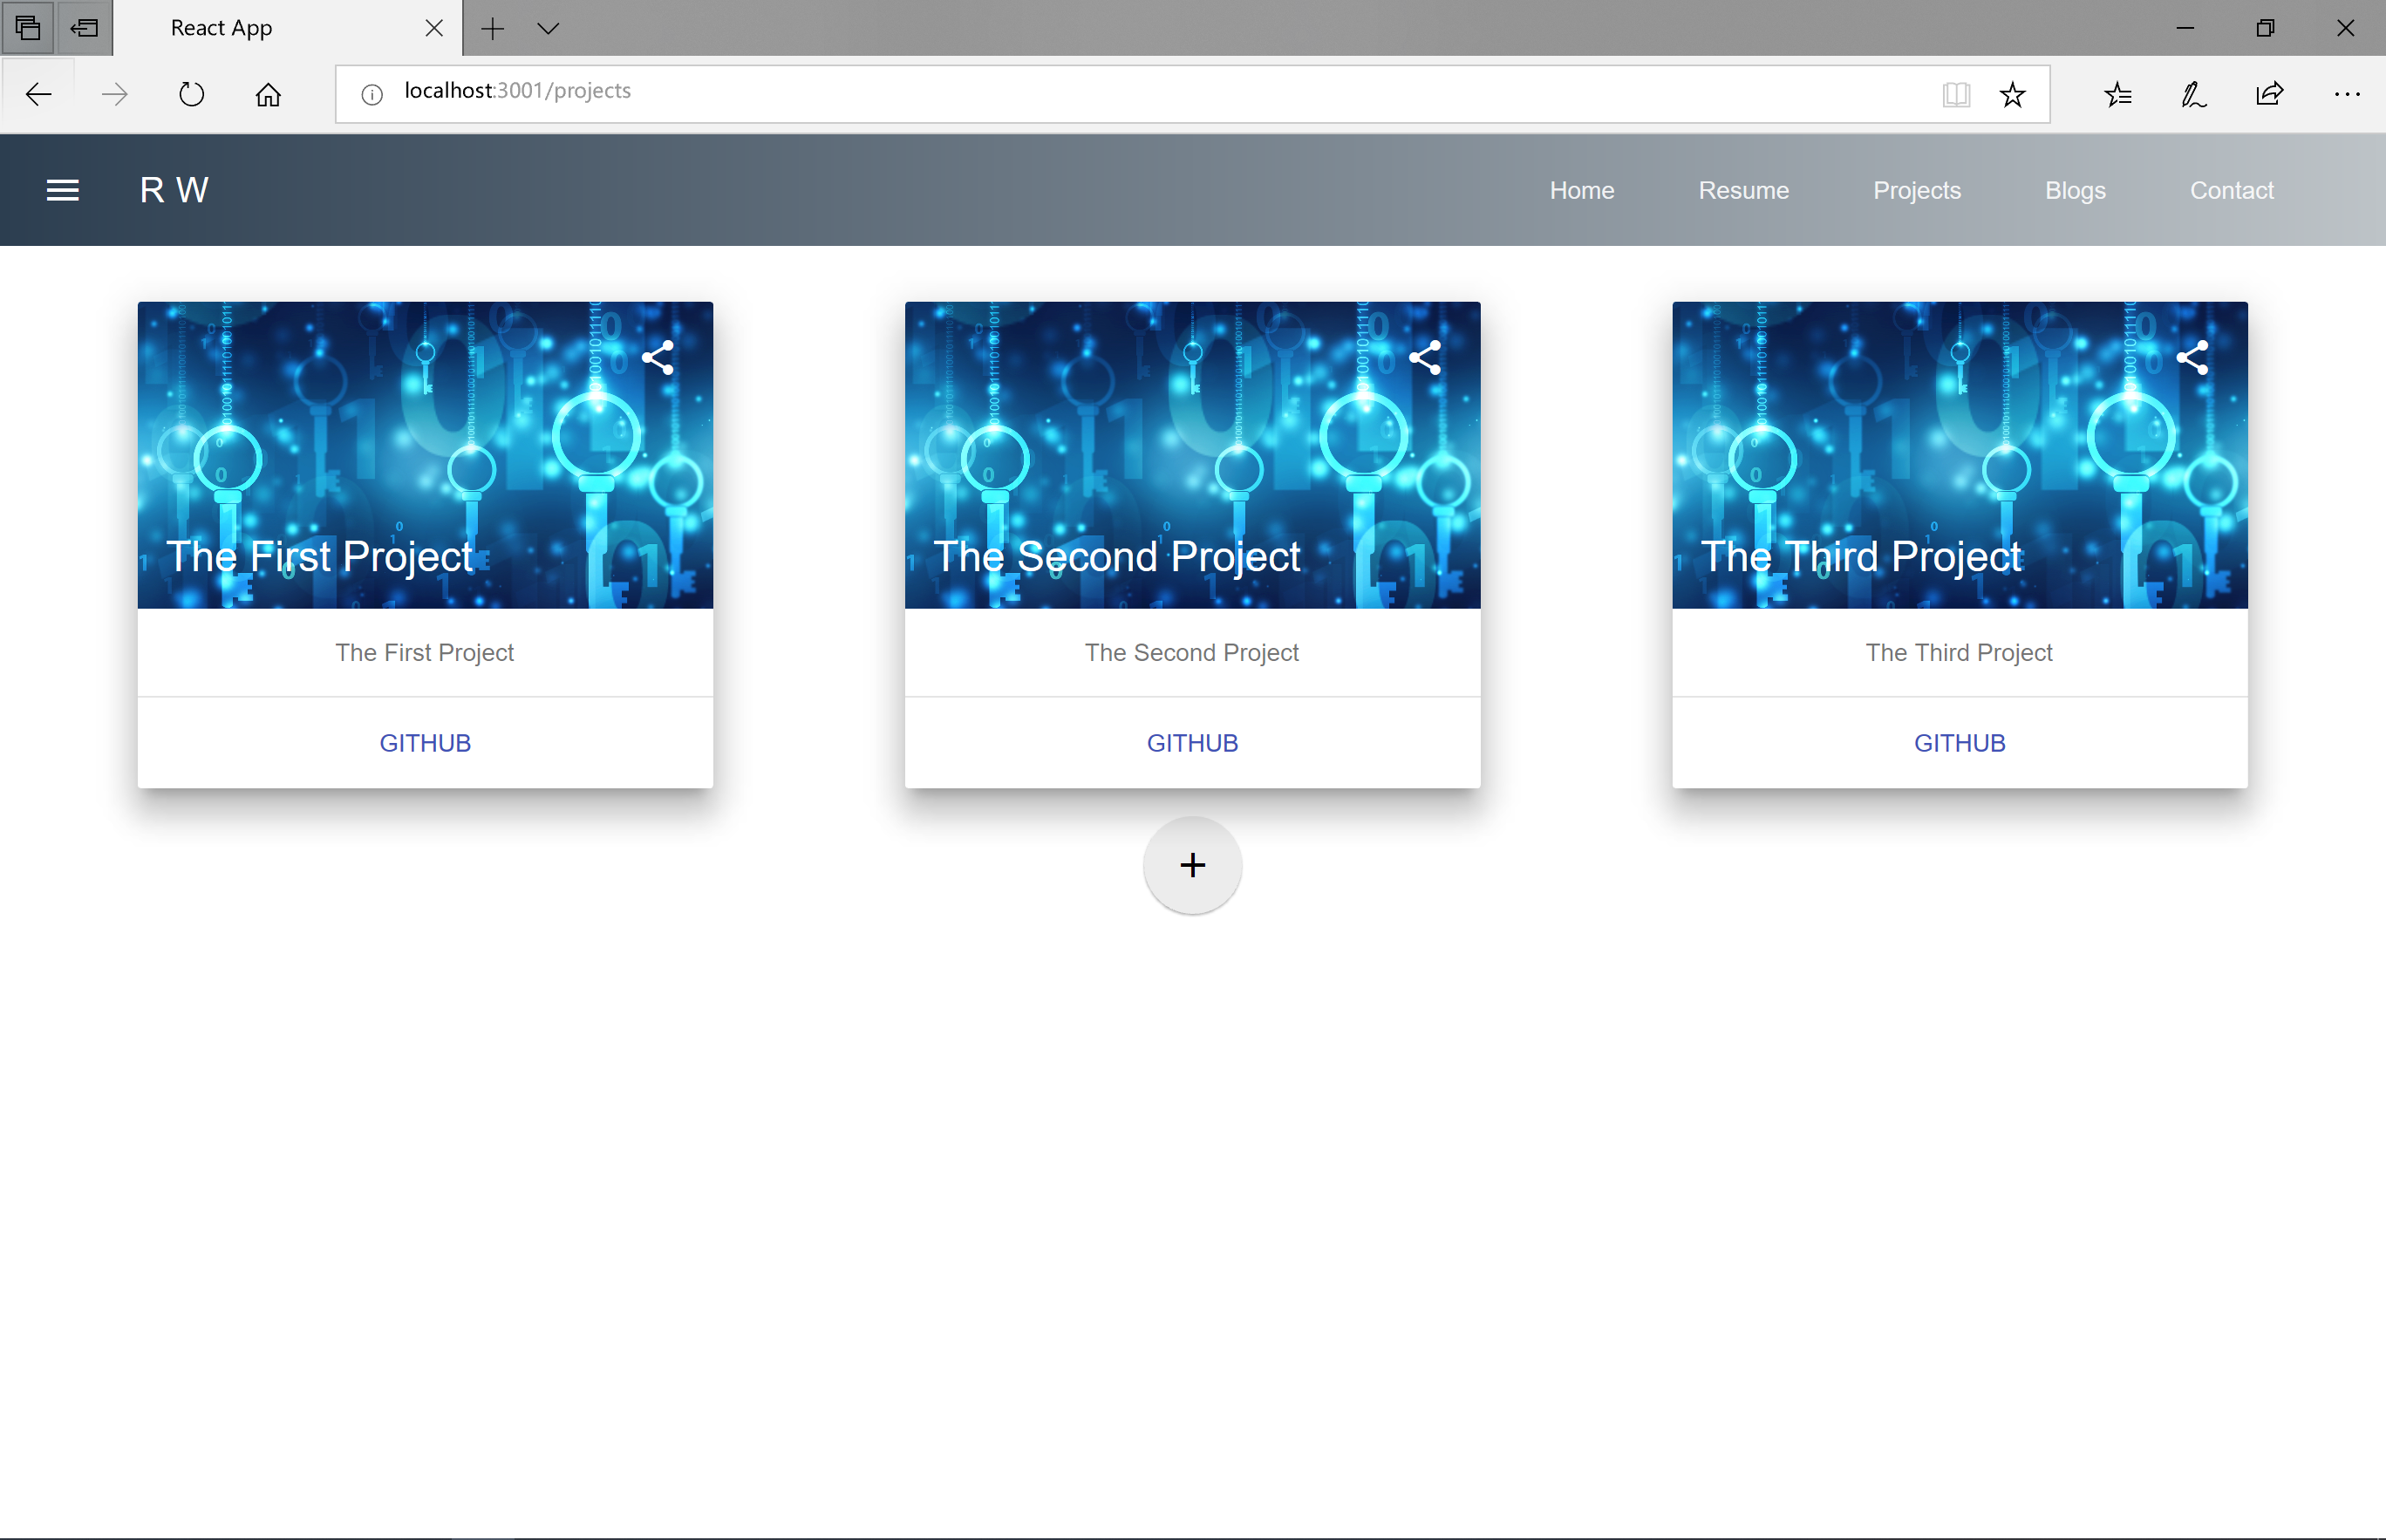 React App
localhost:3001/projects
R W
Home Resume Projects Blogs Contact
The First Project
The Second Project
The Third Project
The First Project
The Second Project
The Third Project
GITHUB
GITHUB
GITHUB
+